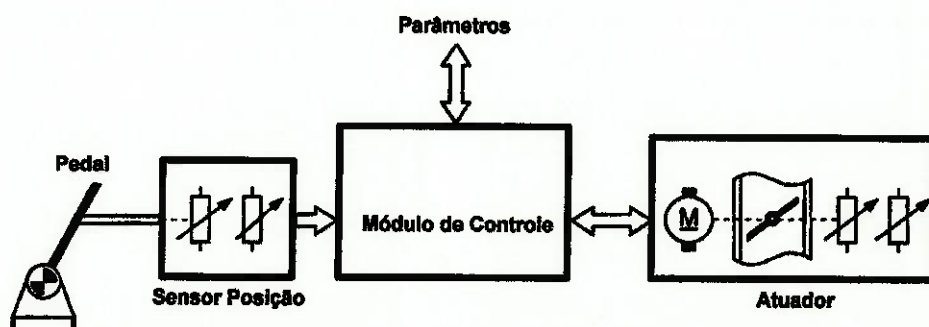 Parâmetros
Pedal
Módulo de Controle
M
Sensor Posição
Atuador